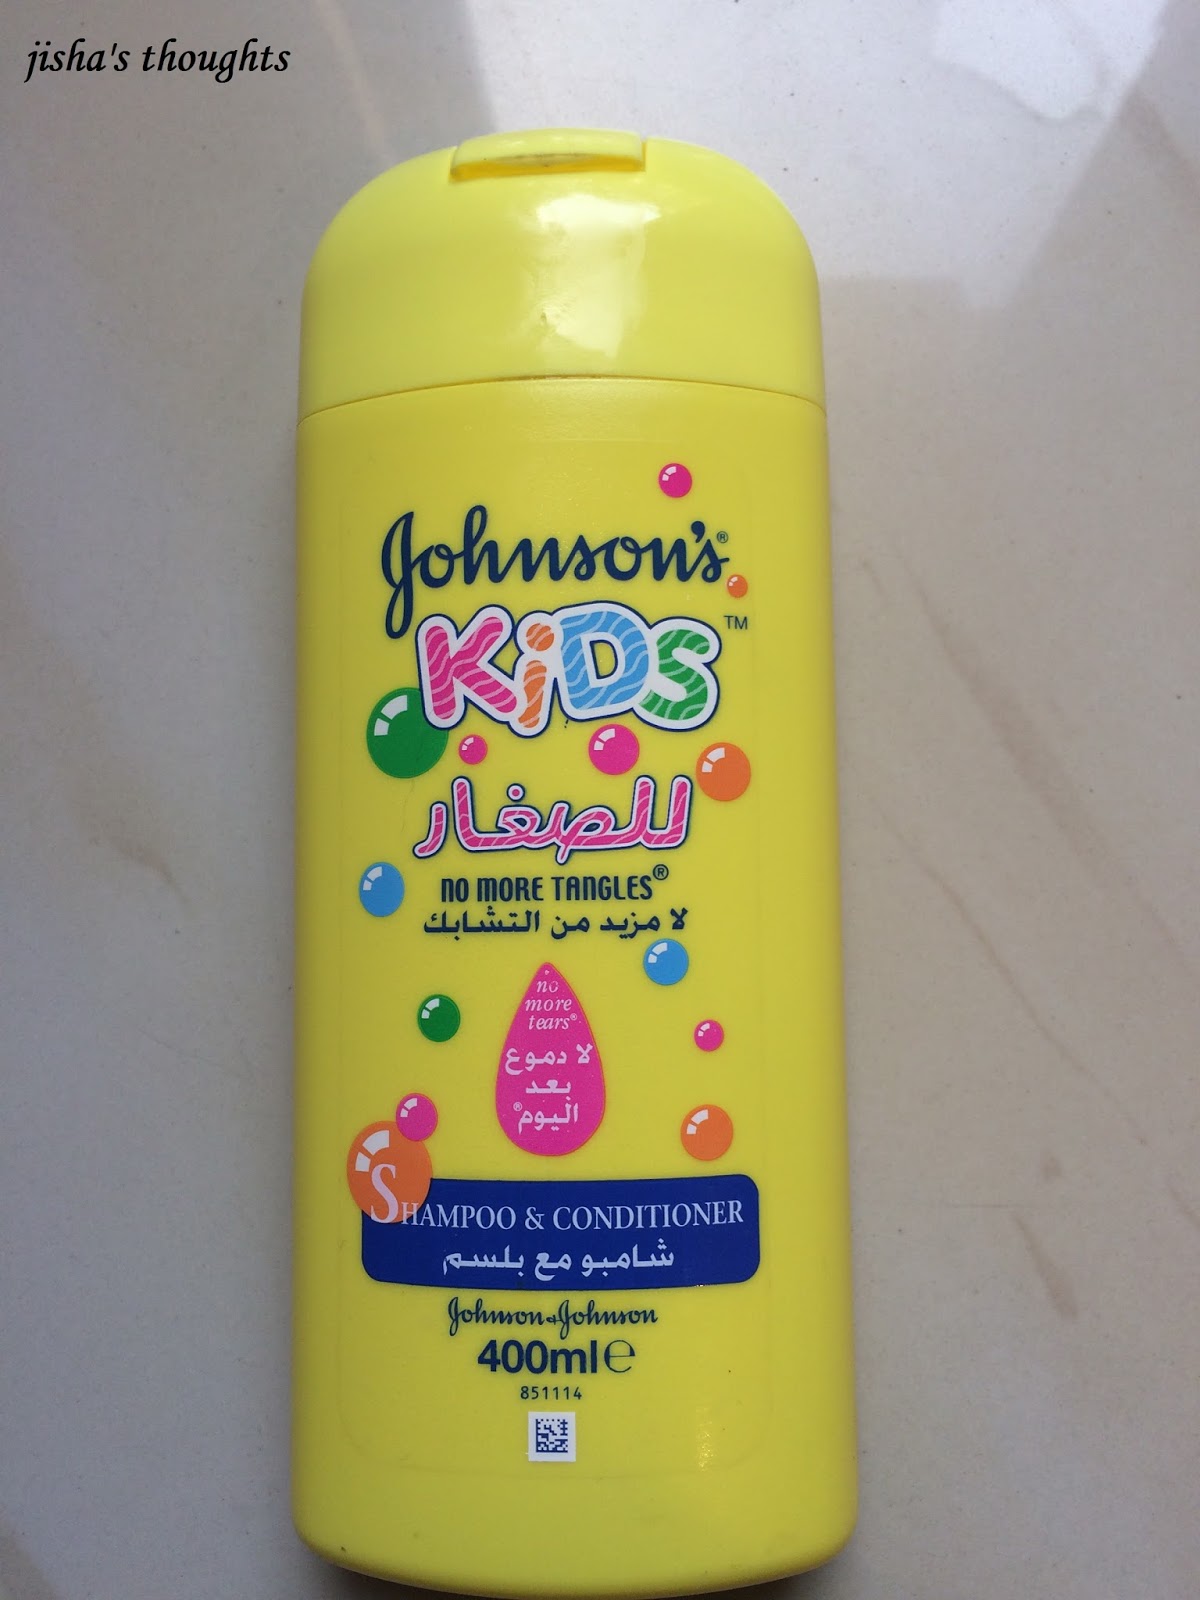 jisha's thoughts
Johnson's®
KiDS™
للصغار
NO MORE TANGLES®
لا مزيد من التشابك
no
more
tears®
لا دموع
بعد
اليوم®
SHAMPOO & CONDITIONER
شامبو مع بلسم
Johnson & Johnson
400ml℮
851114